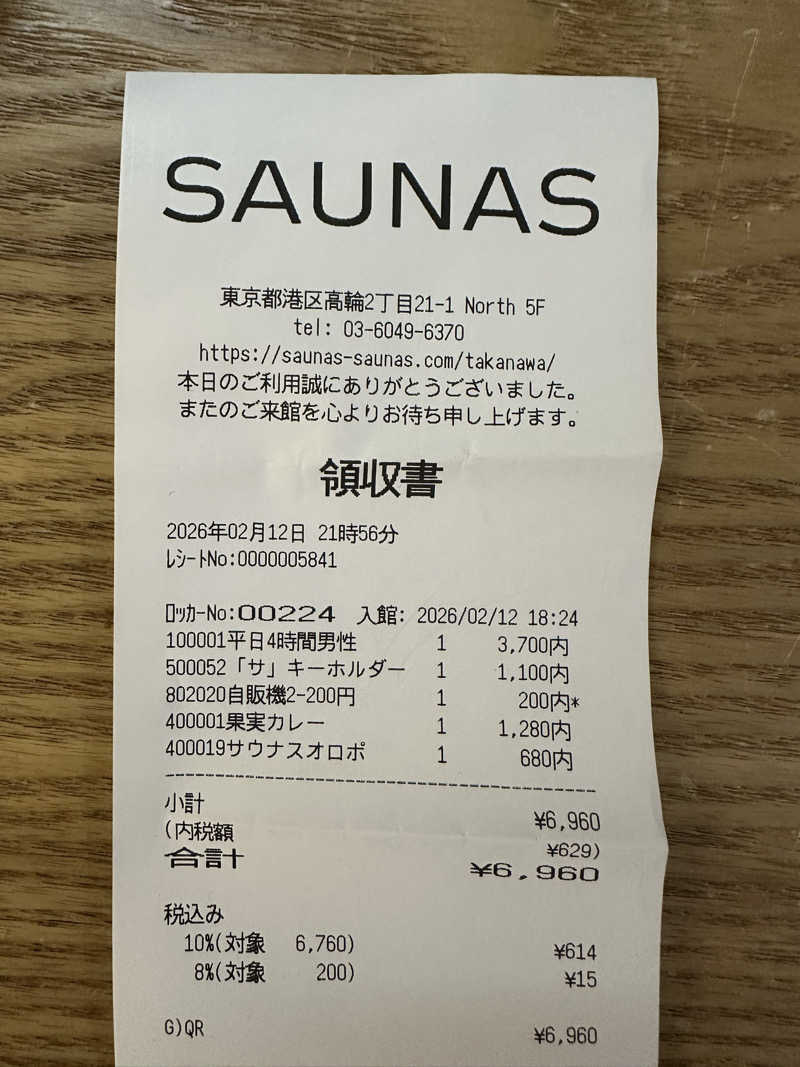 SAUNAS
東京都港区高輪2丁目21-1 North 5F
tel: 03-6049-6370
https://saunas-saunas.com/takanawa/
本日のご利用誠にありがとうございました。
またのご来館を心よりお待ち申し上げます。
領収書
2026年02月12日 21時56分
ﾚｼｰﾄNo:0000005841
ﾛｯｶｰNo:00224 入館: 2026/02/12 18:24
100001平日4時間男性 1 3,700内
500052「サ」キーホルダー 1 1,100内
802020自販機2-200円 1 200内*
400001果実カレー 1 1,280内
400019サウナスオロポ 1 680内
小計 ¥6,960
(内税額 ¥629)
合計 ¥6,960
税込み
10%(対象 6,760) ¥614
8%(対象 200) ¥15
G)QR ¥6,960